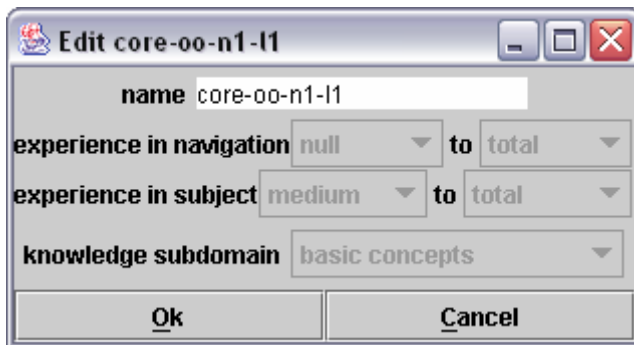 Edit core-oo-n1-l1
name core-oo-n1-l1
experience in navigation null to total
experience in subject medium to total
knowledge subdomain basic concepts
Ok Cancel